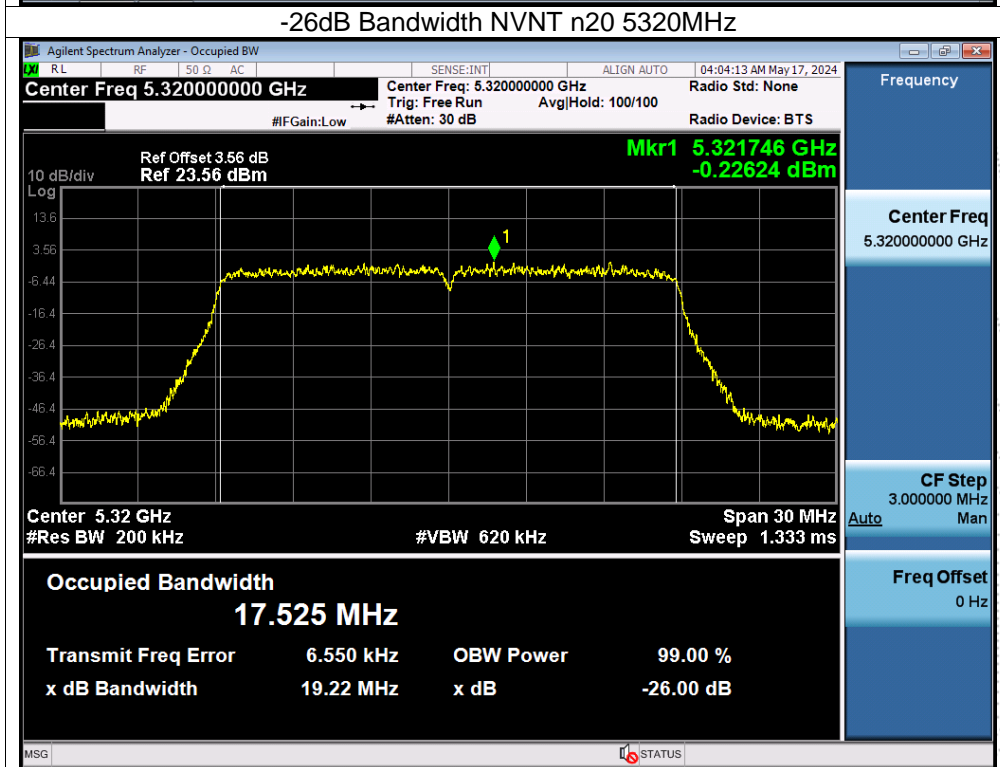 -26dB Bandwidth NVNT n20 5320MHz
Agilent Spectrum Analyzer - Occupied BW
LXI RL RF 50 Ω AC SENSE:INT ALIGN AUTO 04:04:13 AM May 17, 2024
Center Freq 5.320000000 GHz Center Freq: 5.320000000 GHz Radio Std: None
Trig: Free Run Avg|Hold: 100/100
#IFGain:Low #Atten: 30 dB Radio Device: BTS
Frequency
Mkr1 5.321746 GHz
-0.22624 dBm
Ref Offset 3.56 dB
10 dB/div Ref 23.56 dBm
Log
13.6
3.56
-6.44
-16.4
-26.4
-36.4
-46.4
-56.4
-66.4
1
Center 5.32 GHz Span 30 MHz
#Res BW 200 kHz #VBW 620 kHz Sweep 1.333 ms
Center Freq
5.320000000 GHz
CF Step
3.000000 MHz
Auto Man
Freq Offset
0 Hz
Occupied Bandwidth
17.525 MHz
Transmit Freq Error 6.550 kHz OBW Power 99.00 %
x dB Bandwidth 19.22 MHz x dB -26.00 dB
MSG STATUS